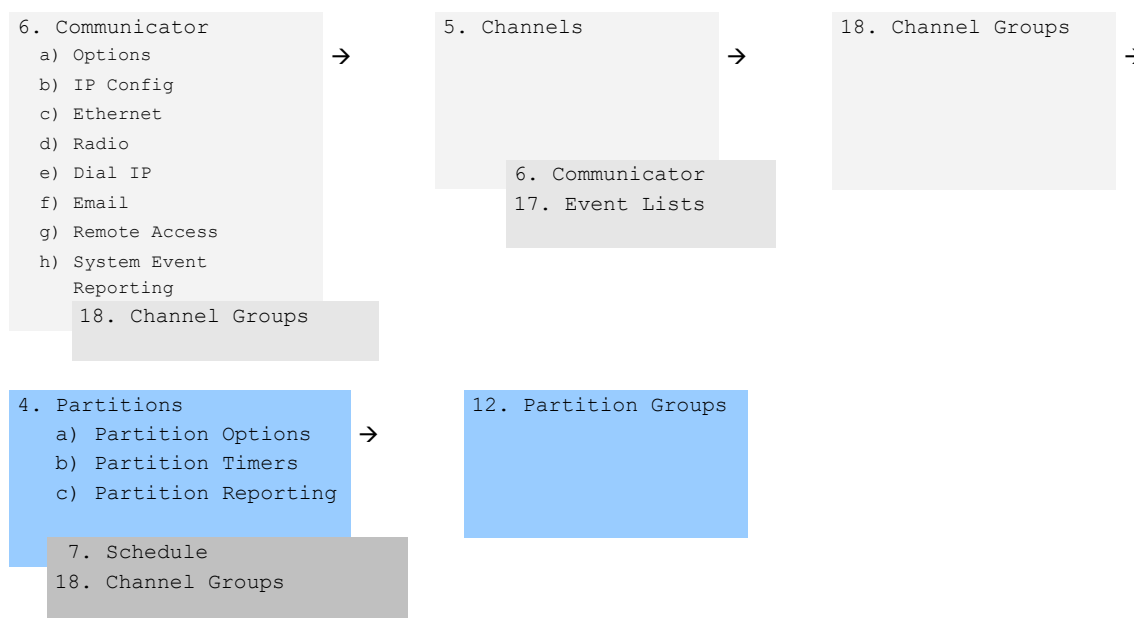 6. Communicator
a) Options →
b) IP Config
c) Ethernet
d) Radio
e) Dial IP
f) Email
g) Remote Access
h) System Event
Reporting
18. Channel Groups
5. Channels
→
6. Communicator
17. Event Lists
18. Channel Groups
→
4. Partitions
a) Partition Options →
b) Partition Timers
c) Partition Reporting
7. Schedule
18. Channel Groups
12. Partition Groups